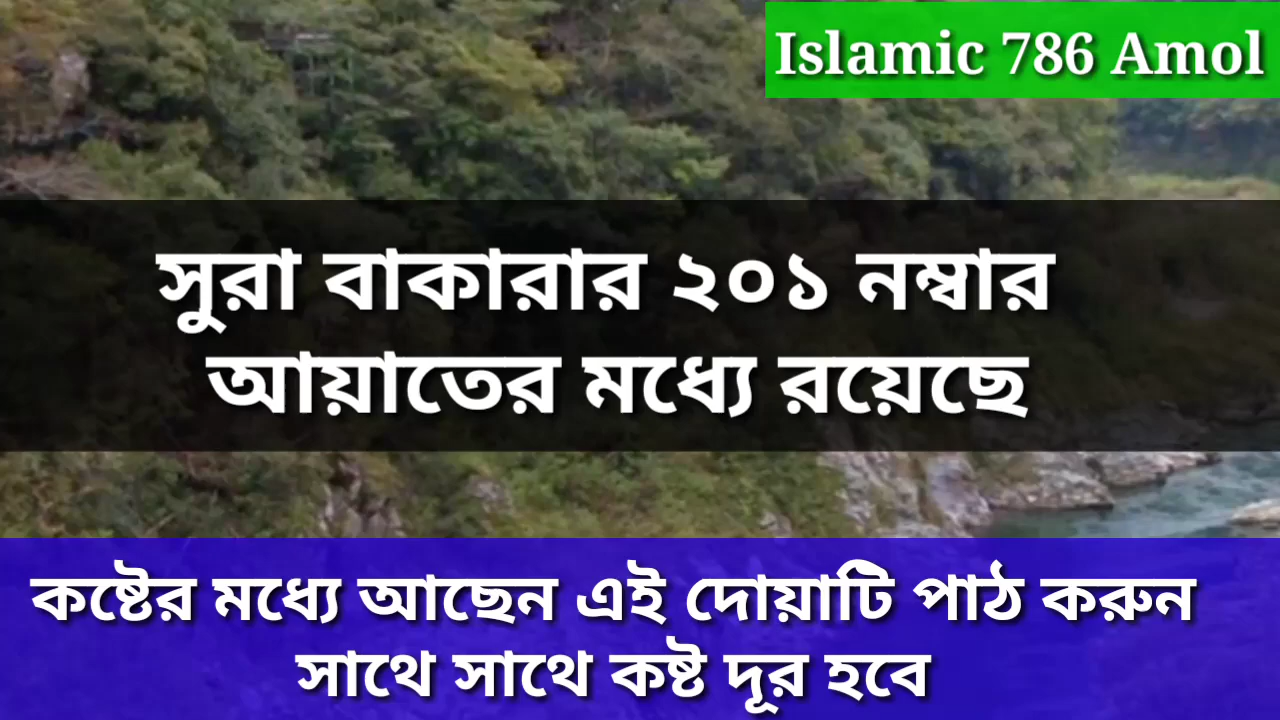 Islamic 786 Amol
সুরা বাকারার ২০১ নম্বার
আয়াতের মধ্যে রয়েছে
কষ্টের মধ্যে আছেন এই দোয়াটি পাঠ করুন
সাথে সাথে কষ্ট দূর হবে